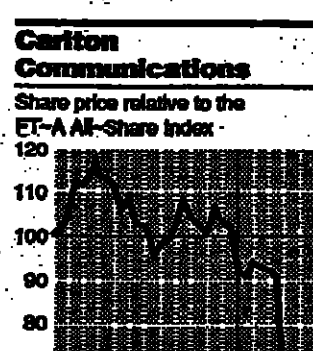 Carlton
Communications
Share price relative to the
FT-A All-Share Index
120
110
100
90
80